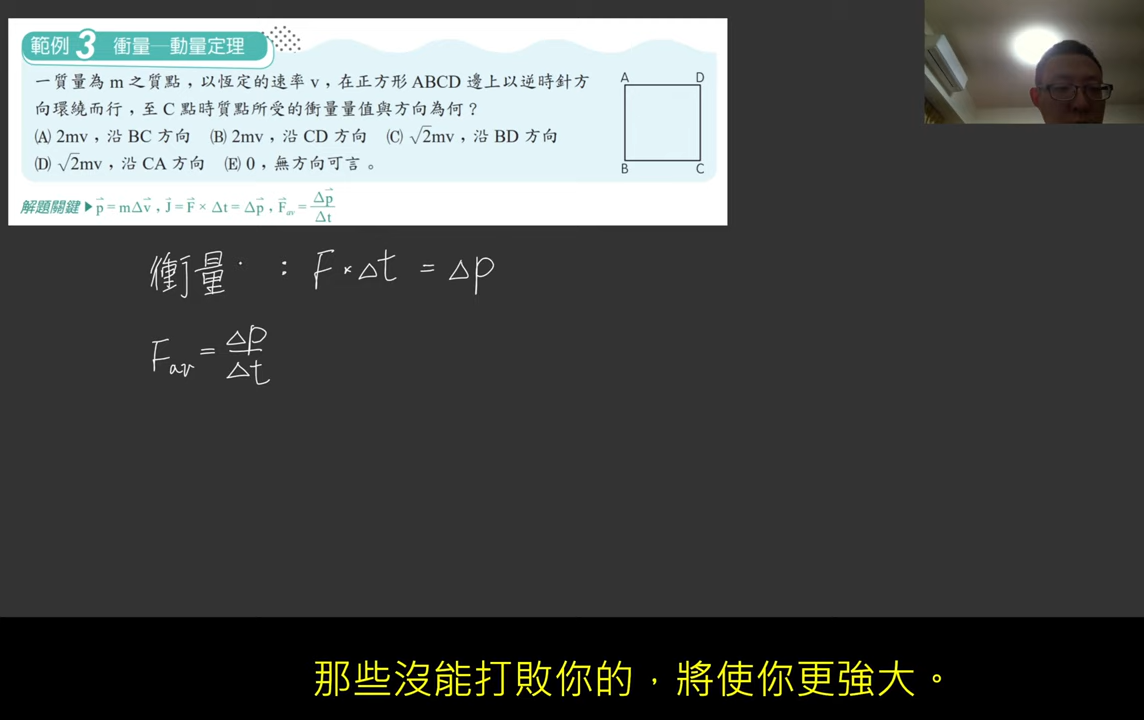 範例3 衝量—動量定理
一質量為 m 之質點，以恆定的速率 v，在正方形 ABCD 邊上以逆時針方
向環繞而行，至 C 點時質點所受的衝量量值與方向為何？
(A) 2mv，沿 BC 方向 (B) 2mv，沿 CD 方向 (C) √2mv，沿 BD 方向
(D) √2mv，沿 CA 方向 (E) 0，無方向可言。
A D
B C
解題關鍵▶p⃗＝mΔv⃗，J⃗＝F⃗×Δt＝Δp⃗，F⃗av＝Δp⃗/Δt
衝量 : F×Δt = Δp
Fav = Δp/Δt
那些沒能打敗你的，將使你更強大。